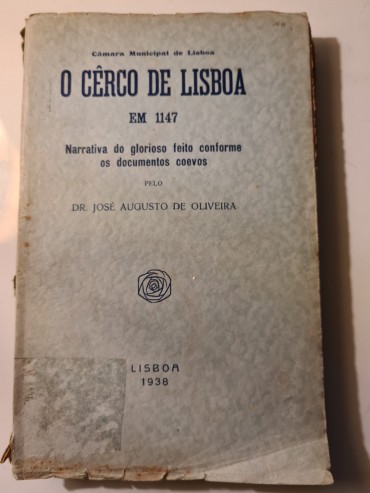 Câmara Municipal de Lisboa
O CÊRCO DE LISBOA
EM 1147
Narrativa do glorioso feito conforme
os documentos coevos
PELO
DR. JOSÉ AUGUSTO DE OLIVEIRA
LISBOA
1938